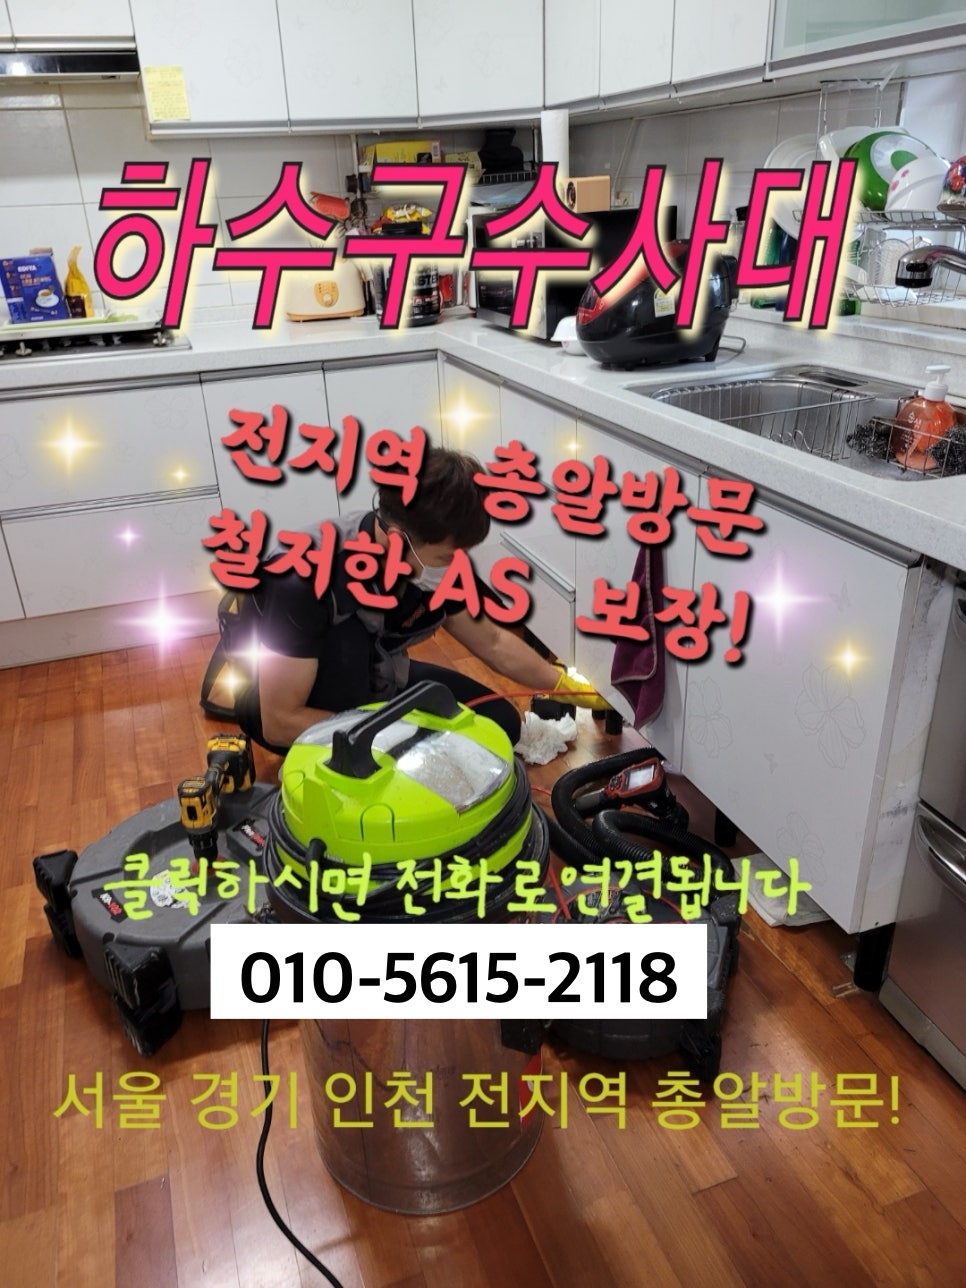 하수구수사대
EDIYA
전지역 총알방문
철저한 AS 보장!
클릭하시면 전화로 연결됩니다
010-5615-2118
서울 경기 인천 전지역 총알방문!